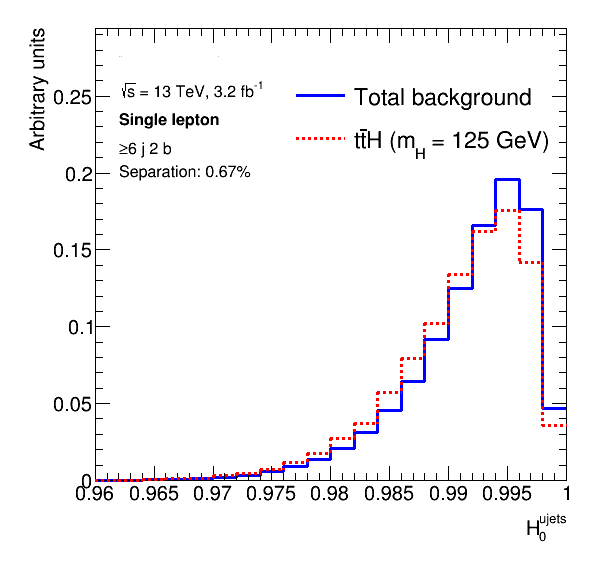 Arbitrary units
0.25
0.2
0.15
0.1
0.05
0
√s = 13 TeV, 3.2 fb⁻¹
Single lepton
≥6 j 2 b
Separation: 0.67%
Total background
tt̄H (m_H = 125 GeV)
0.96 0.965 0.97 0.975 0.98 0.985 0.99 0.995 1
H₀^ujets